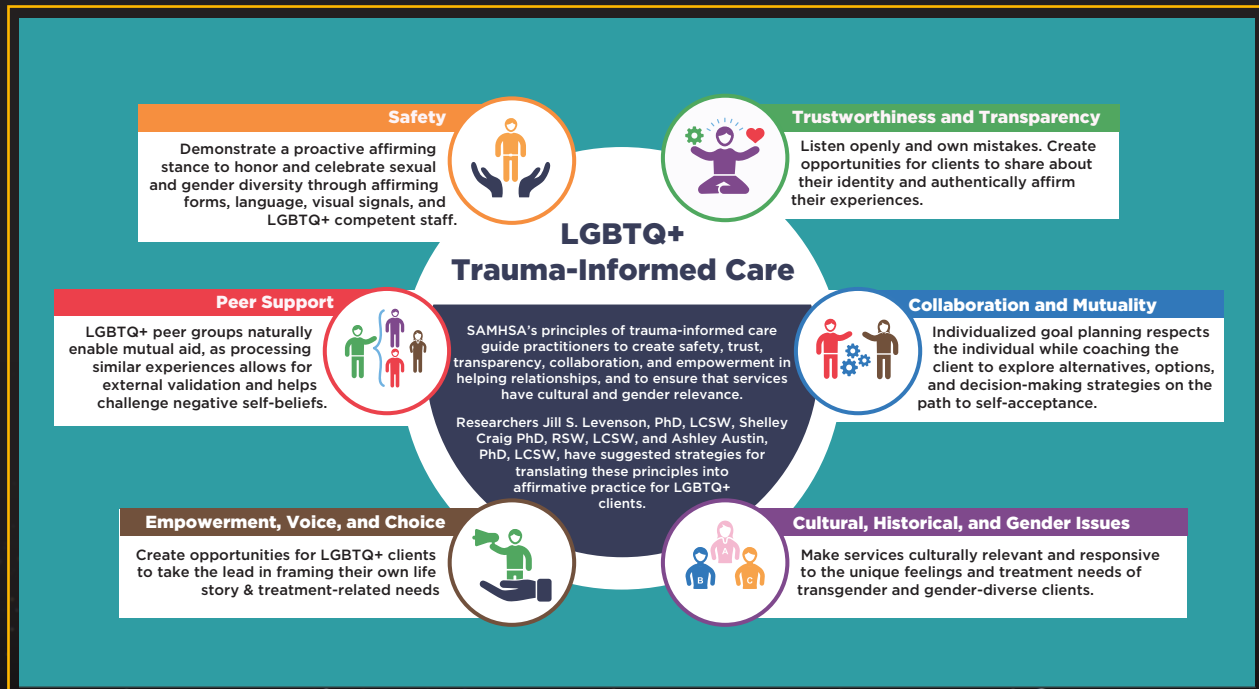 Safety
Demonstrate a proactive affirming
stance to honor and celebrate sexual
and gender diversity through affirming
forms, language, visual signals, and
LGBTQ+ competent staff.
Trustworthiness and Transparency
Listen openly and own mistakes. Create
opportunities for clients to share about
their identity and authentically affirm
their experiences.
LGBTQ+
Trauma-Informed Care
Peer Support
LGBTQ+ peer groups naturally
enable mutual aid, as processing
similar experiences allows for
external validation and helps
challenge negative self-beliefs.
SAMHSA's principles of trauma-informed care
guide practitioners to create safety, trust,
transparency, collaboration, and empowerment in
helping relationships, and to ensure that services
have cultural and gender relevance.
Researchers Jill S. Levenson, PhD, LCSW, Shelley
Craig PhD, RSW, LCSW, and Ashley Austin,
PhD, LCSW, have suggested strategies for
translating these principles into
affirmative practice for LGBTQ+
clients.
Collaboration and Mutuality
Individualized goal planning respects
the individual while coaching the
client to explore alternatives, options,
and decision-making strategies on the
path to self-acceptance.
Empowerment, Voice, and Choice
Create opportunities for LGBTQ+ clients
to take the lead in framing their own life
story & treatment-related needs
Cultural, Historical, and Gender Issues
Make services culturally relevant and responsive
to the unique feelings and treatment needs of
transgender and gender-diverse clients.
A
B
C